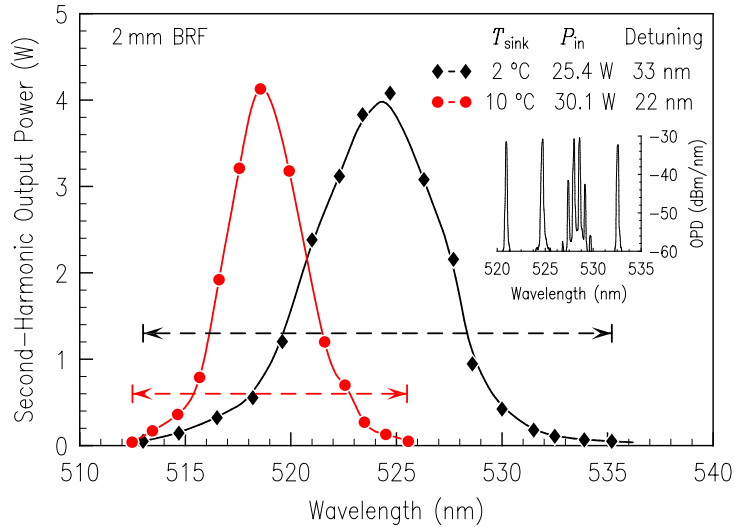 2 mm BRF
T_sink P_in Detuning
2 °C 25.4 W 33 nm
10 °C 30.1 W 22 nm
Second-Harmonic Output Power (W)
5
4
3
2
1
0
510 515 520 525 530 535 540
Wavelength (nm)
−30
−40
−50
−60
OPD (dBm/nm)
520 525 530 535
Wavelength (nm)